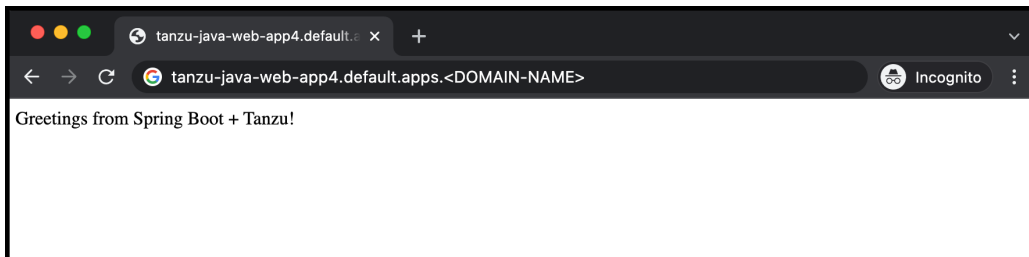 tanzu-java-web-app4.default.a
tanzu-java-web-app4.default.apps.<DOMAIN-NAME>
Incognito
Greetings from Spring Boot + Tanzu!